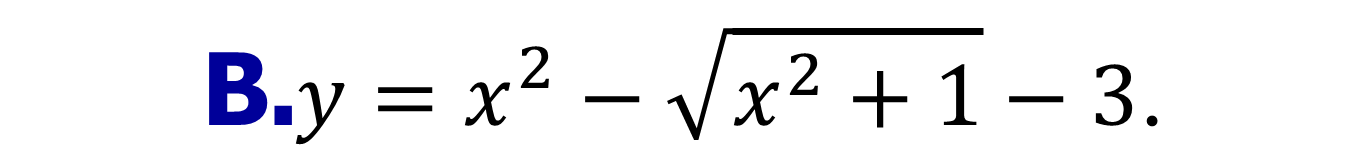 B. y = x² − √(x² + 1) − 3.